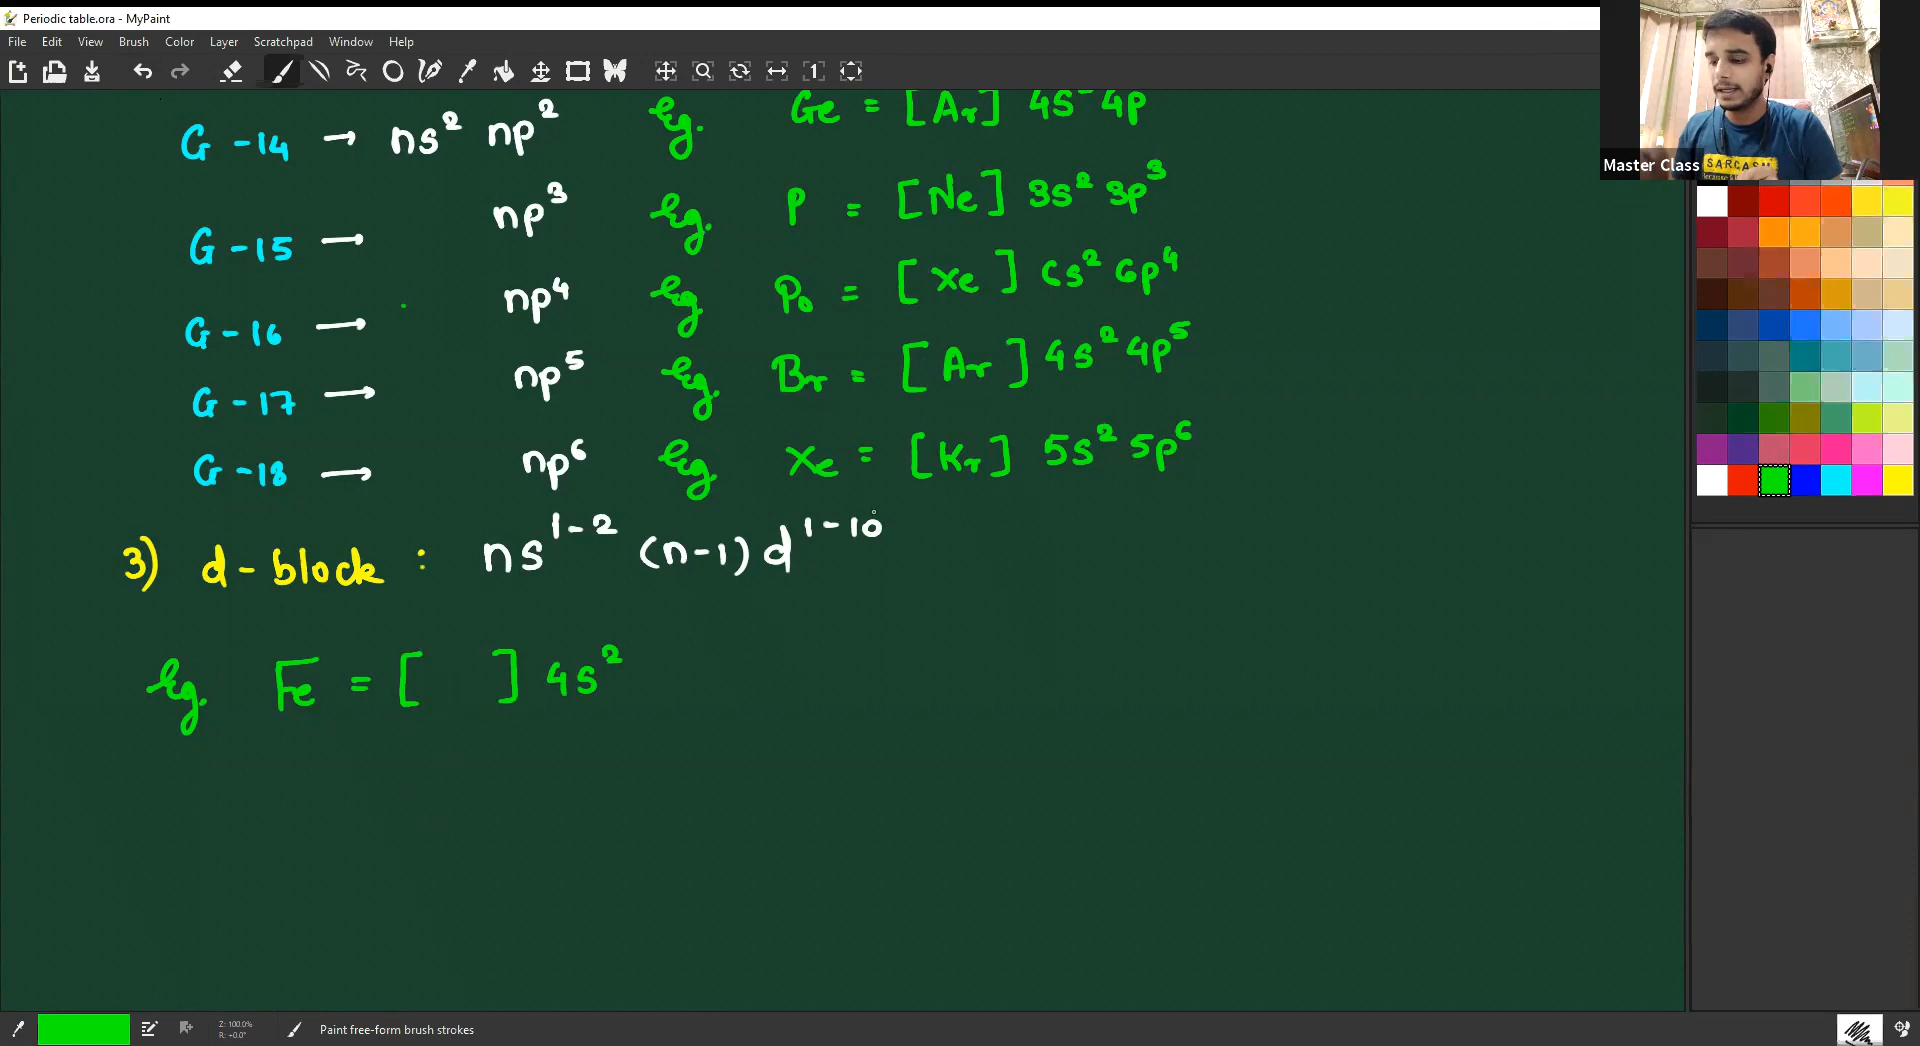 Periodic table.ora - MyPaint
File Edit View Brush Color Layer Scratchpad Window Help
Master Class
SARCASM
G-14 → ns² np² eg. Ge = [Ar] 4s² 4p
G-15 → np³ eg. P = [Ne] 3s² 3p³
G-16 → np⁴ eg Po = [Xe] 6s² 6p⁴
G-17 → np⁵ eg. Br = [Ar] 4s² 4p⁵
G-18 → np⁶ eg Xe = [Kr] 5s² 5p⁶
3) d-block : ns¹⁻² (n-1) d¹⁻¹⁰
eg. Fe = [ ] 4s²
Z: 100.0%
R: +0.0°
Paint free-form brush strokes